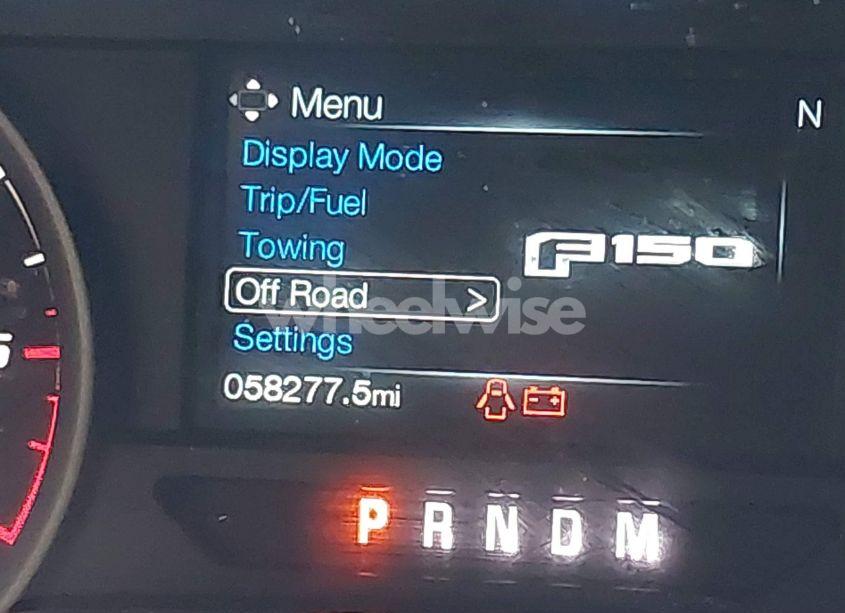 Menu
N
Display Mode
Trip/Fuel
Towing
F150
Off Road >
wheelwise
Settings
058277.5mi
P R N D M